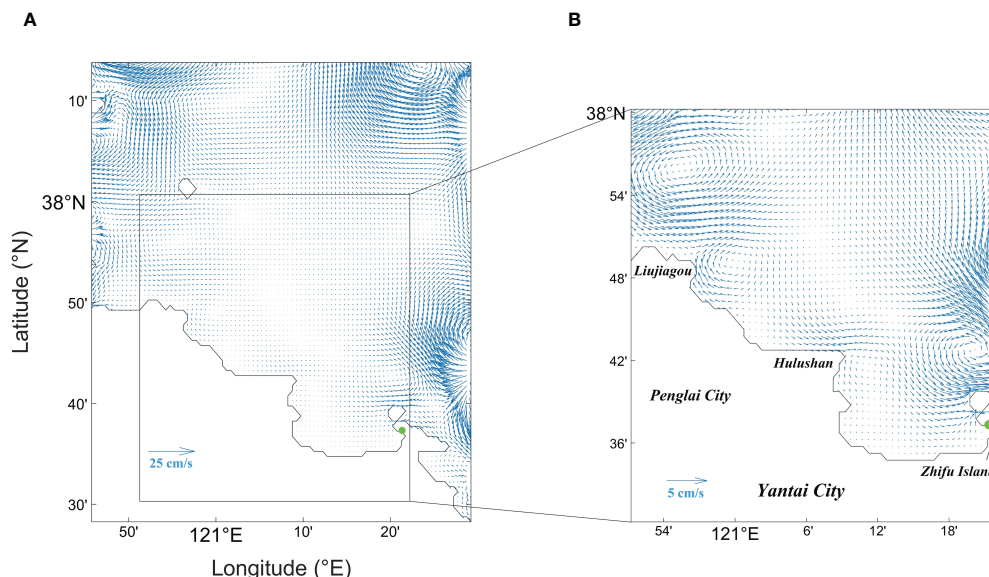 A
B
10'
38°N
50'
40'
30'
Latitude (°N)
25 cm/s
50'
121°E
10'
20'
Longitude (°E)
38°N
54'
48'
42'
36'
Liujiagou
Hulushan
Penglai City
Zhifu Islan
5 cm/s
Yantai City
54'
121°E
6'
12'
18'